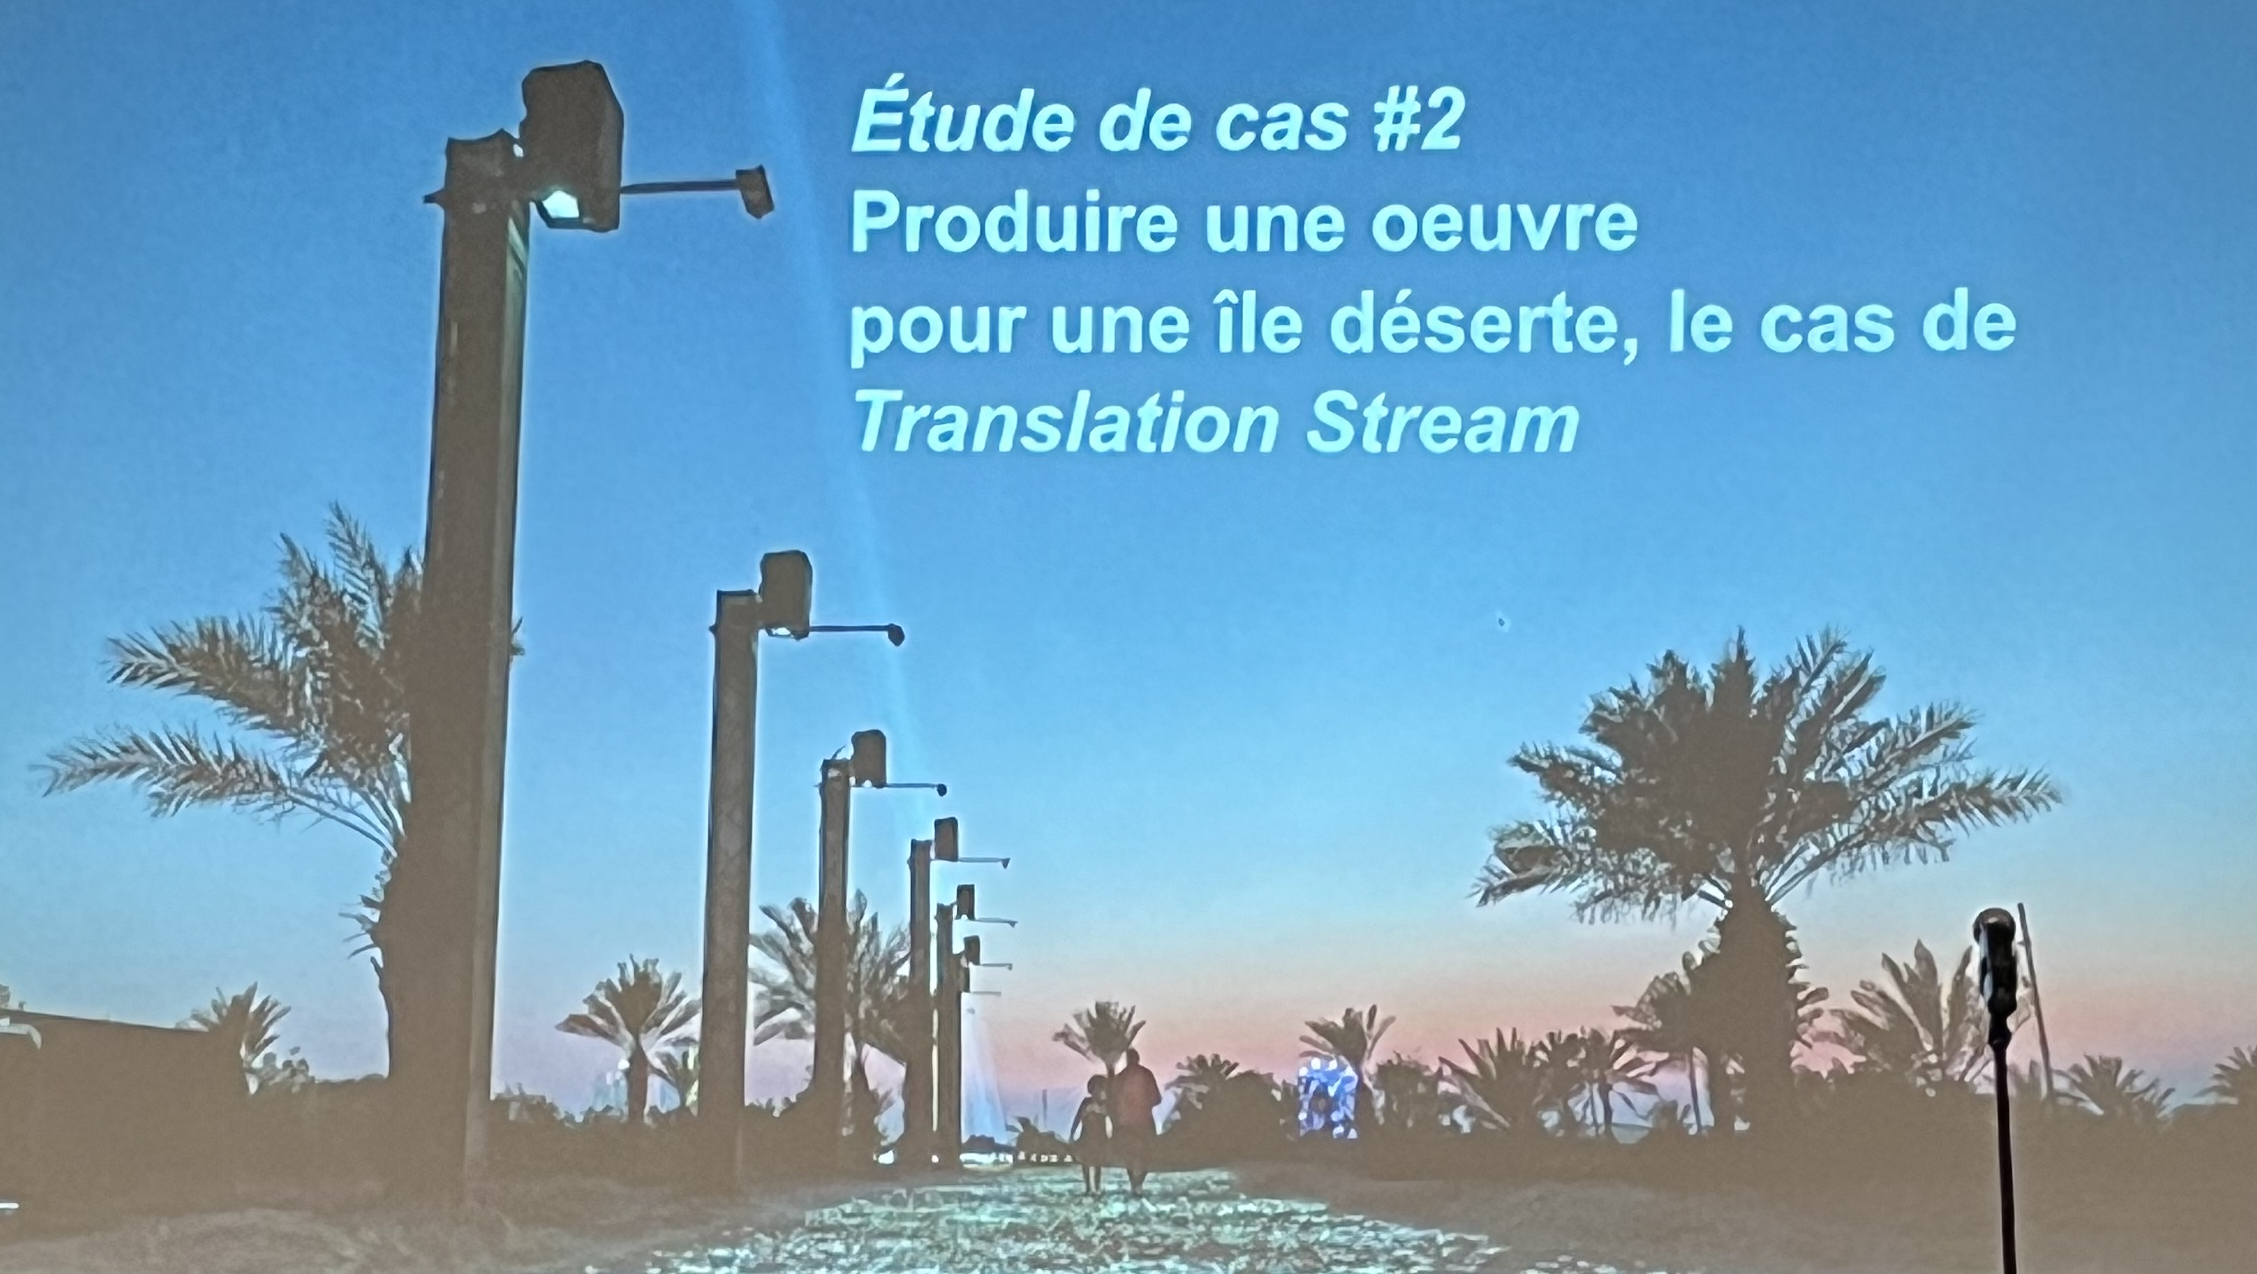 Étude de cas #2
Produire une oeuvre
pour une île déserte, le cas de
Translation Stream